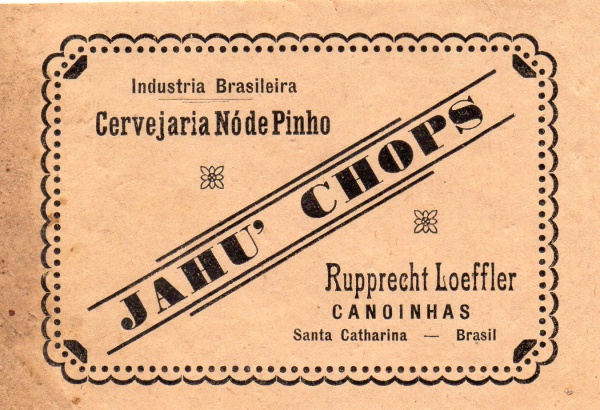 Industria Brasileira
Cervejaria Nó de Pinho
JAHU' CHOPS
Rupprecht Loeffler
CANOINHAS
Santa Catharina — Brasil